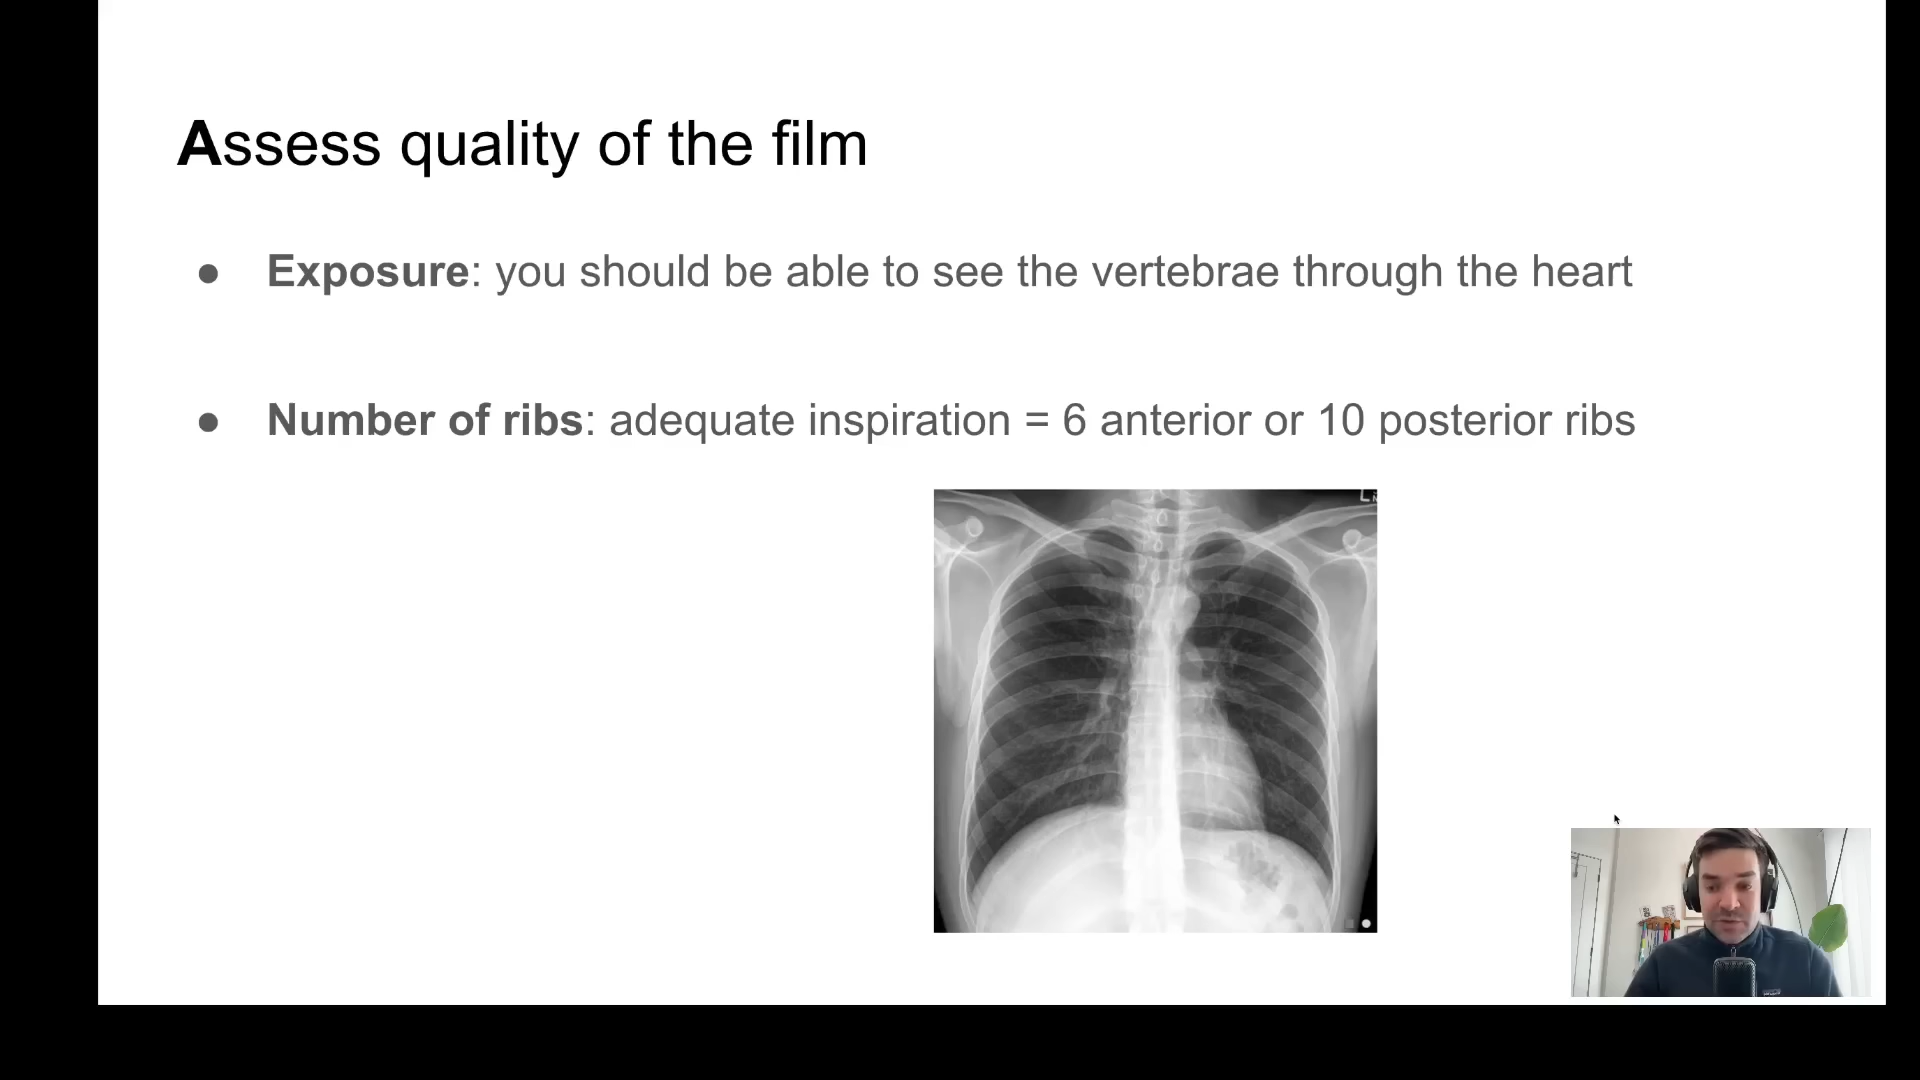 Assess quality of the film
● Exposure: you should be able to see the vertebrae through the heart
● Number of ribs: adequate inspiration = 6 anterior or 10 posterior ribs
L